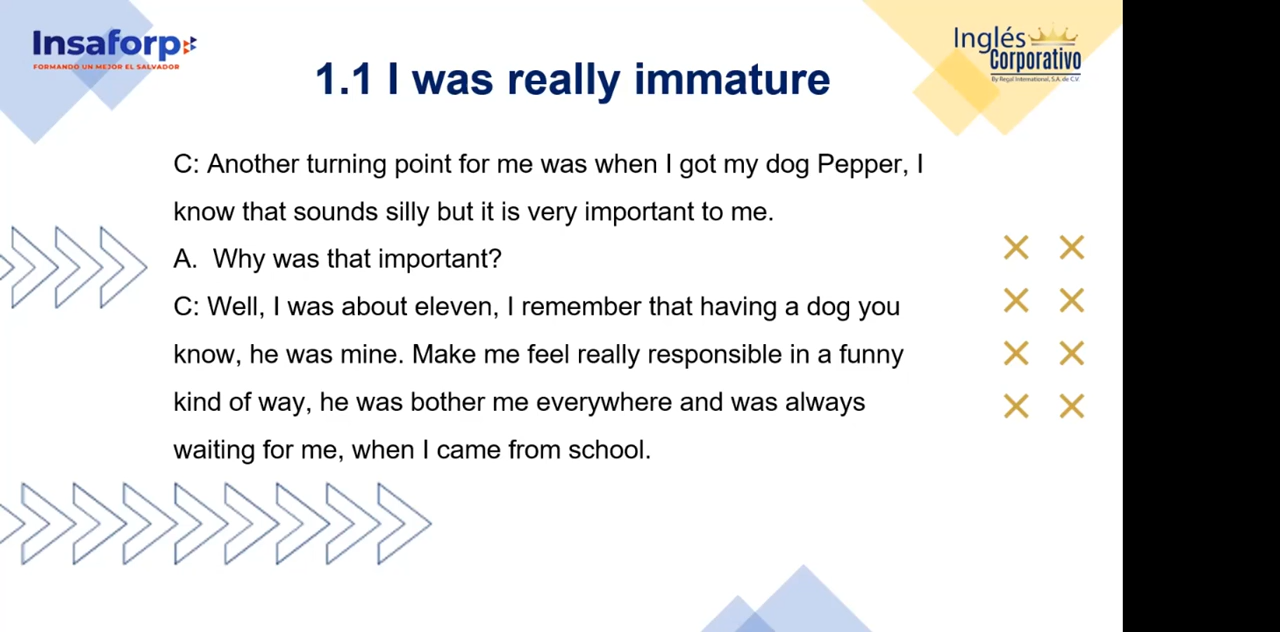 Insaforp
FORMANDO UN MEJOR EL SALVADOR
Inglés
Corporativo
By Regal International, S.A. de C.V.
1.1 I was really immature
C: Another turning point for me was when I got my dog Pepper, I
know that sounds silly but it is very important to me.
A. Why was that important?
C: Well, I was about eleven, I remember that having a dog you
know, he was mine. Make me feel really responsible in a funny
kind of way, he was bother me everywhere and was always
waiting for me, when I came from school.